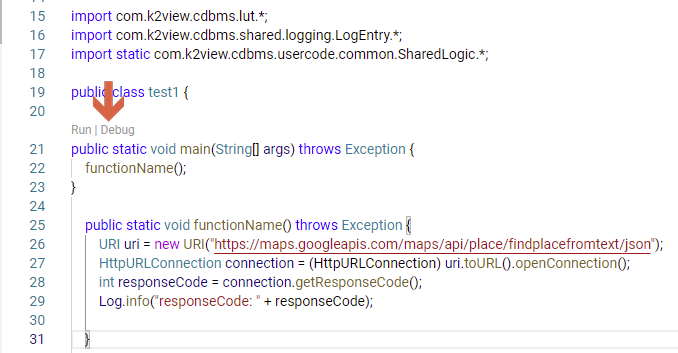 15 import com.k2view.cdbms.lut.*;
16 import com.k2view.cdbms.shared.logging.LogEntry.*;
17 import static com.k2view.cdbms.usercode.common.SharedLogic.*;
18
19 public class test1 {
20
Run | Debug
21 public static void main(String[] args) throws Exception {
22 functionName();
23 }
24
25 public static void functionName() throws Exception {
26 URI uri = new URI("https://maps.googleapis.com/maps/api/place/findplacefromtext/json");
27 HttpURLConnection connection = (HttpURLConnection) uri.toURL().openConnection();
28 int responseCode = connection.getResponseCode();
29 Log.info("responseCode: " + responseCode);
30
31 }